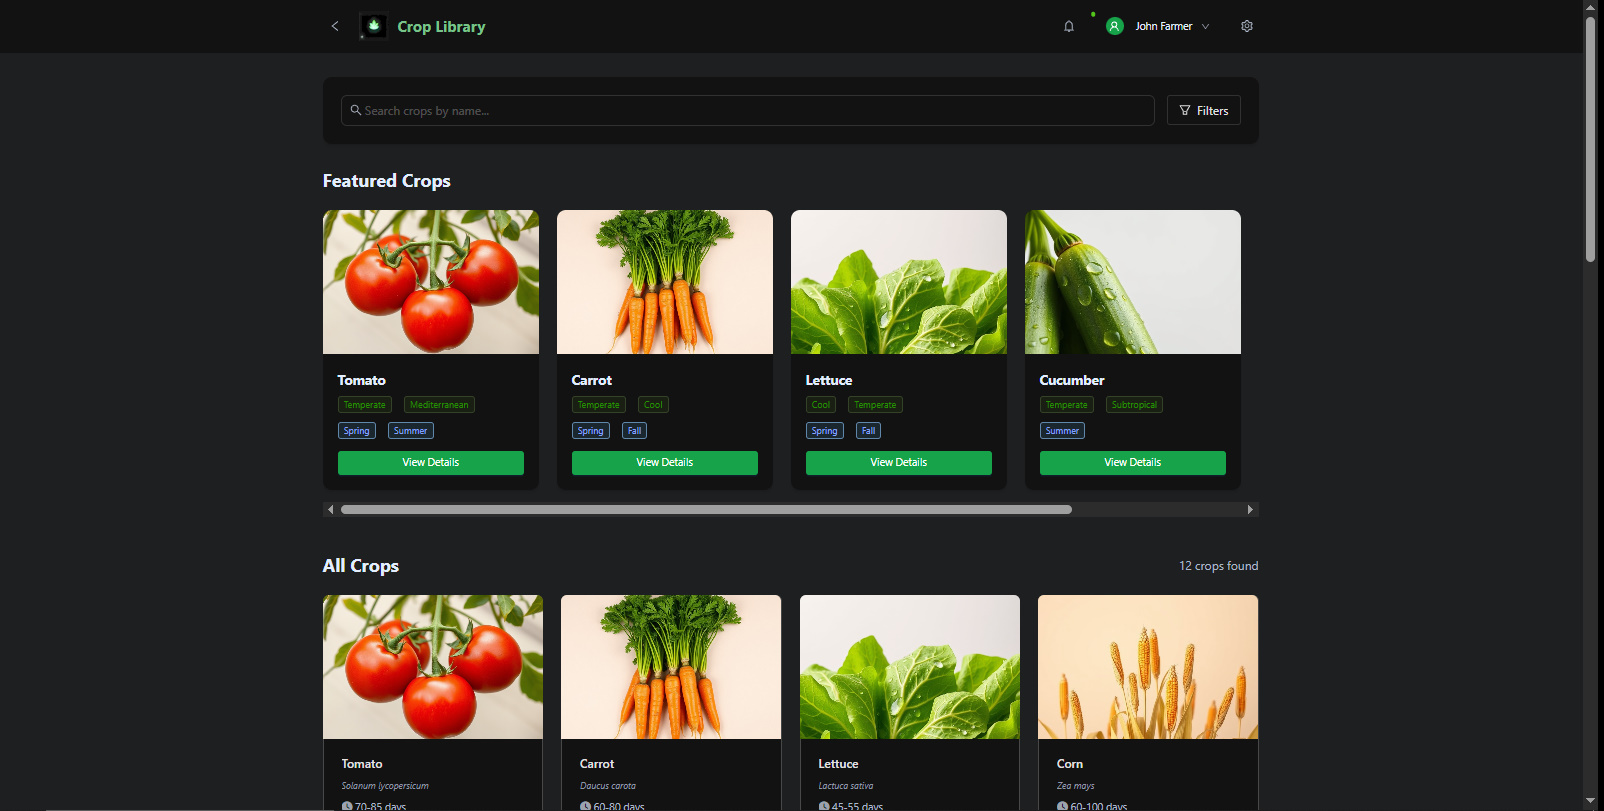 Crop Library
John Farmer
Search crops by name...
Filters
Featured Crops
Tomato
Temperate Mediterranean
Spring Summer
View Details
Carrot
Temperate Cool
Spring Fall
View Details
Lettuce
Cool Temperate
Spring Fall
View Details
Cucumber
Temperate Subtropical
Summer
View Details
All Crops
12 crops found
Tomato
Solanum lycopersicum
70-85 days
Carrot
Daucus carota
60-80 days
Lettuce
Lactuca sativa
45-55 days
Corn
Zea mays
60-100 days